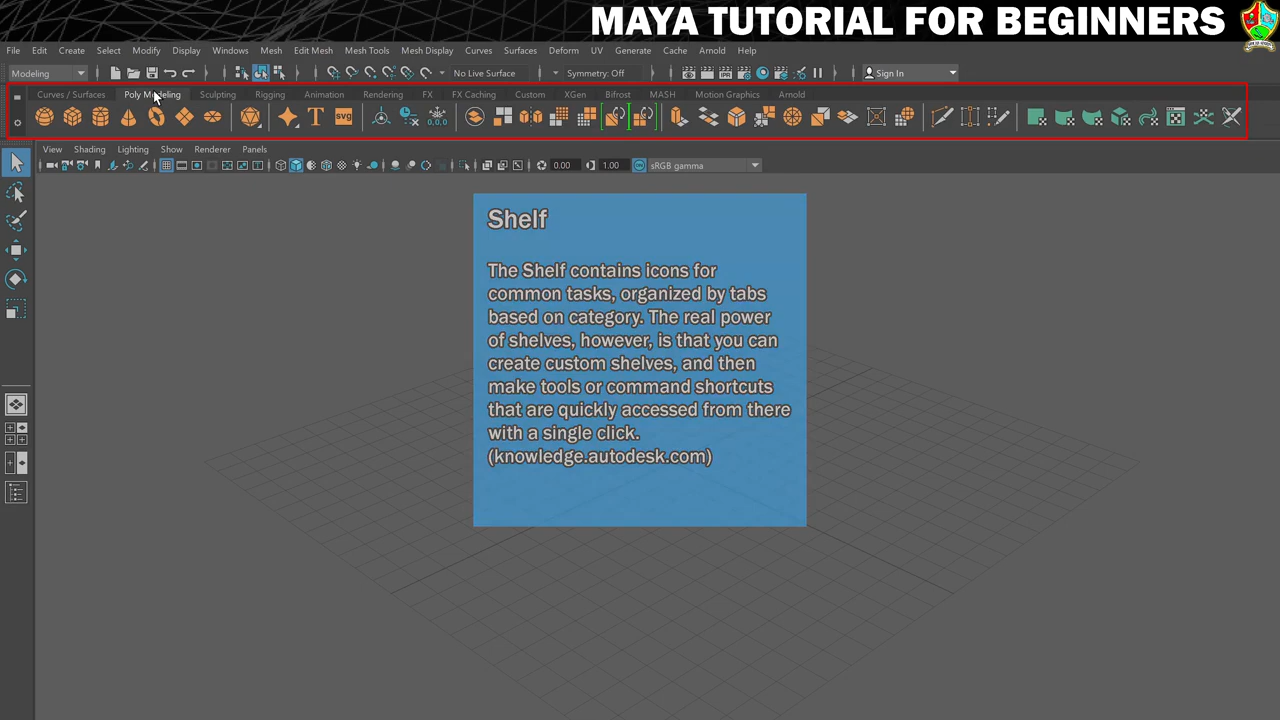 MAYA TUTORIAL FOR BEGINNERS
File Edit Create Select Modify Display Windows Mesh Edit Mesh Mesh Tools Mesh Display Curves Surfaces Deform UV Generate Cache Arnold Help
Modeling No Live Surface Symmetry: Off Sign In
Curves / Surfaces Poly Modeling Sculpting Rigging Animation Rendering FX FX Caching Custom XGen Bifrost MASH Motion Graphics Arnold
T svg 0,0,0
View Shading Lighting Show Renderer Panels
0.00 1.00 sRGB gamma
Shelf
The Shelf contains icons for
common tasks, organized by tabs
based on category. The real power
of shelves, however, is that you can
create custom shelves, and then
make tools or command shortcuts
that are quickly accessed from there
with a single click.
(knowledge.autodesk.com)